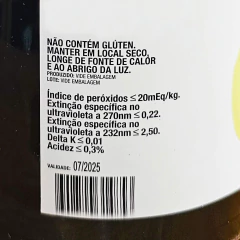 NÃO CONTÉM GLÚTEN.
MANTER EM LOCAL SECO,
LONGE DE FONTE DE CALOR
E AO ABRIGO DA LUZ.
PRODUZIDO: VIDE EMBALAGEM
LOTE: VIDE EMBALAGEM
Índice de peróxidos ≤20mEq/kg.
Extinção específica no
ultravioleta a 270nm ≤0,22.
Extinção específica no
ultravioleta a 232nm ≤ 2,50.
Delta K ≤ 0,01
Acidez ≤0,3%
VALIDADE: 07/2025